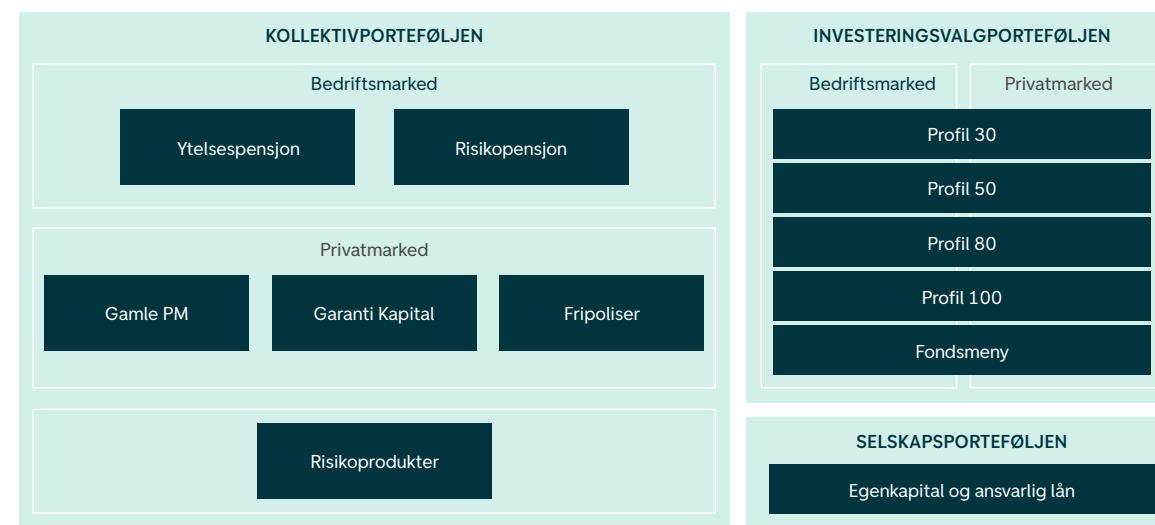 KOLLEKTIVPORTEFØLJEN
Bedriftsmarked
Ytelsespensjon
Risikopensjon
Privatmarked
Gamle PM
Garanti Kapital
Fripoliser
Risikoprodukter
INVESTERINGSVALGPORTEFØLJEN
Bedriftsmarked
Privatmarked
Profil 30
Profil 50
Profil 80
Profil 100
Fondsmeny
SELSKAPSPORTEFØLJEN
Egenkapital og ansvarlig lån